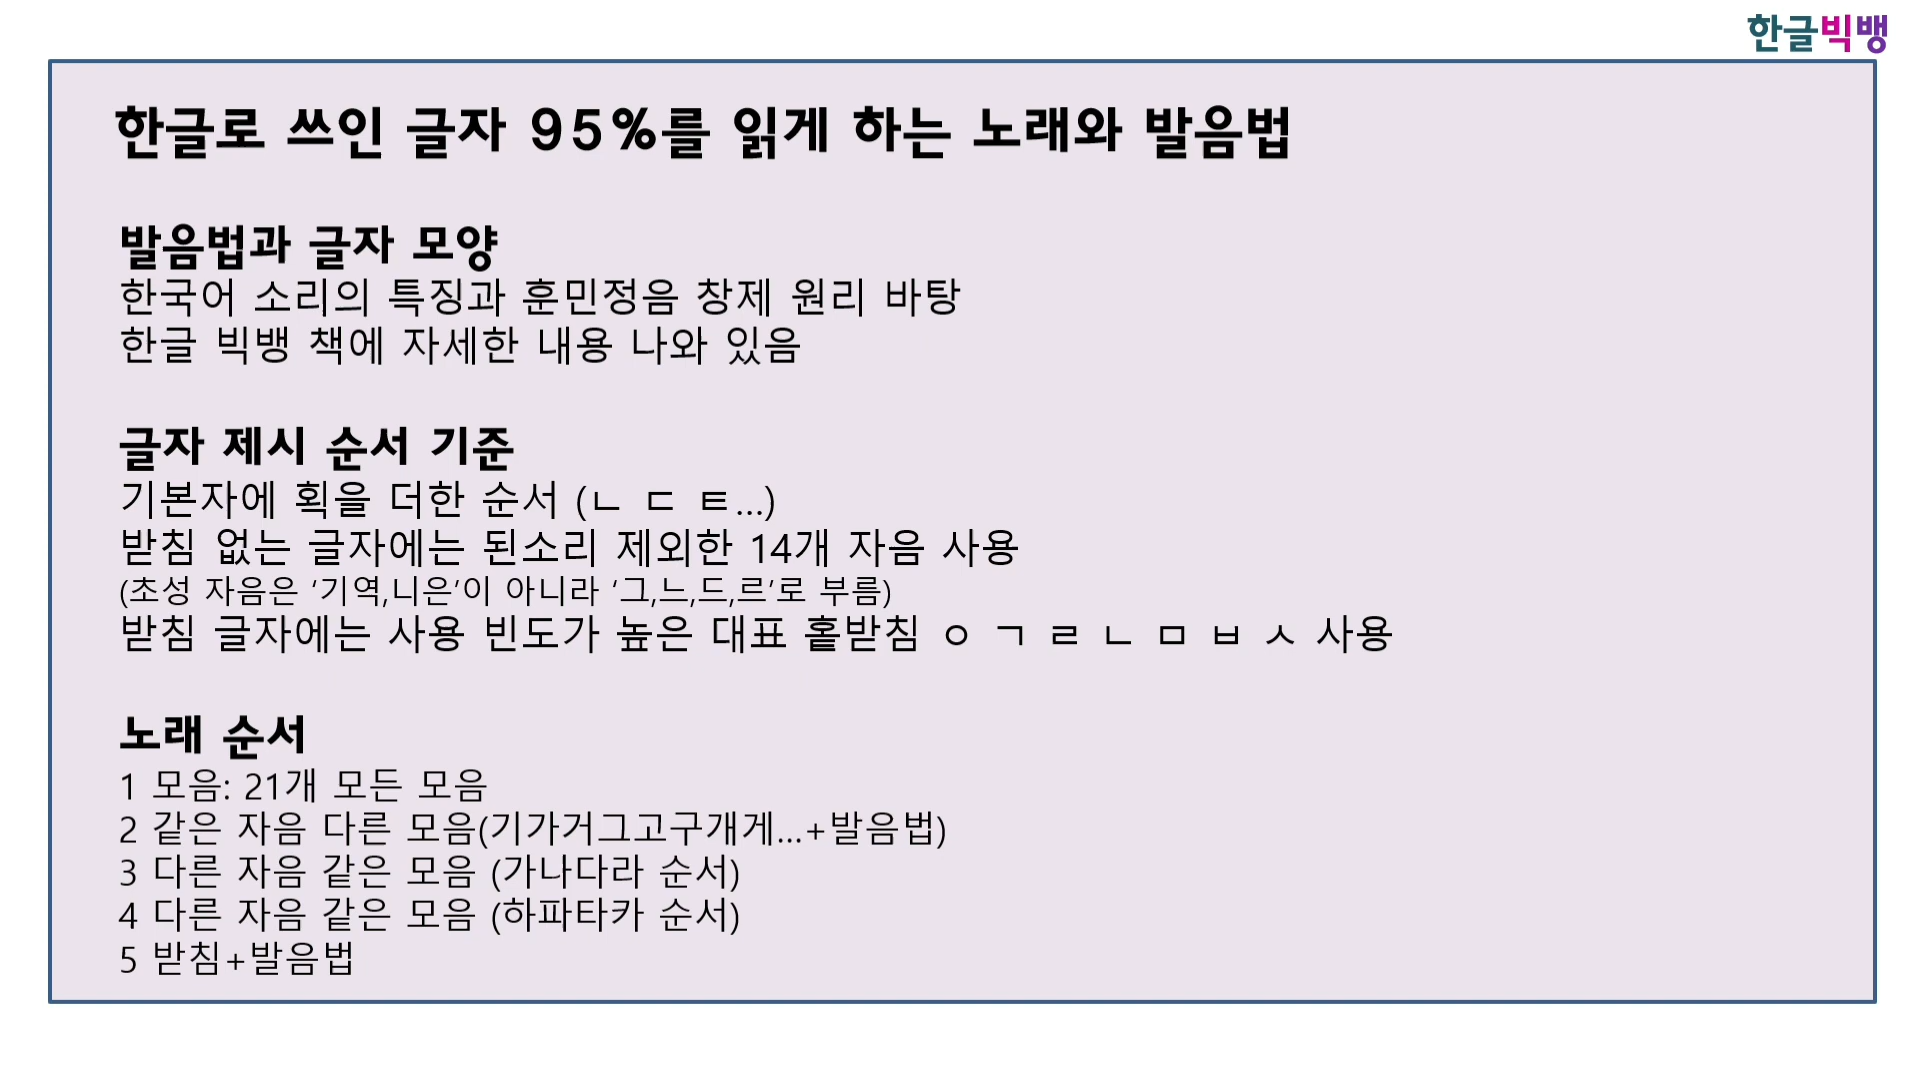 한글빅뱅
한글로 쓰인 글자 95%를 읽게 하는 노래와 발음법
발음법과 글자 모양
한국어 소리의 특징과 훈민정음 창제 원리 바탕
한글 빅뱅 책에 자세한 내용 나와 있음
글자 제시 순서 기준
기본자에 획을 더한 순서 (ㄴ ㄷ ㅌ...)
받침 없는 글자에는 된소리 제외한 14개 자음 사용
(초성 자음은 ‘기역,니은’이 아니라 ‘그,느,드,르’로 부름)
받침 글자에는 사용 빈도가 높은 대표 홑받침 ㅇ ㄱ ㄹ ㄴ ㅁ ㅂ ㅅ 사용
노래 순서
1 모음: 21개 모든 모음
2 같은 자음 다른 모음(기가거그고구개게...+발음법)
3 다른 자음 같은 모음 (가나다라 순서)
4 다른 자음 같은 모음 (하파타카 순서)
5 받침+발음법